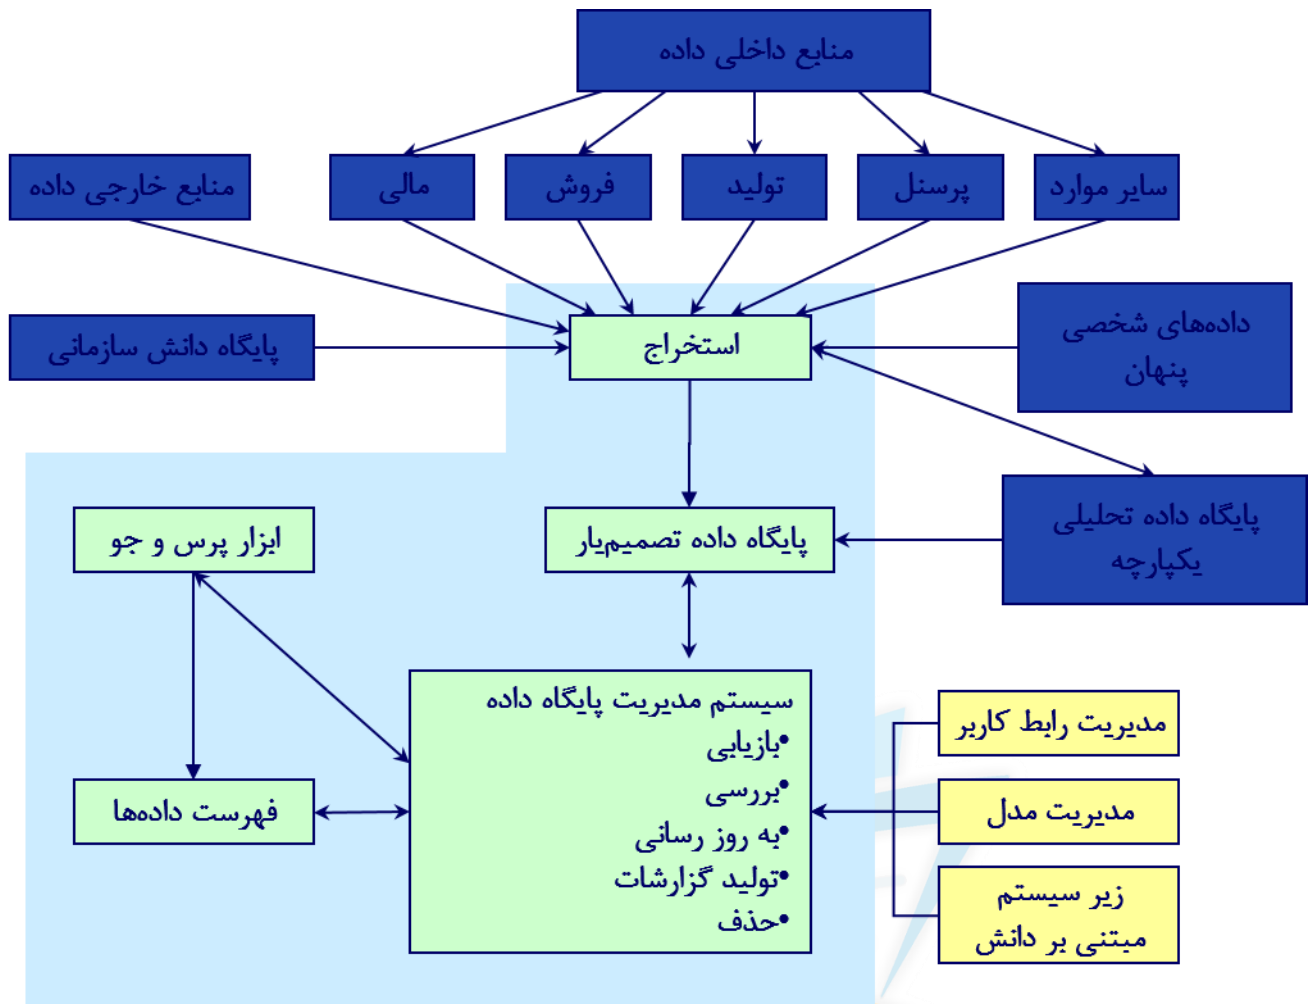 منابع داخلی داده
سایر موارد
پرسنل
تولید
فروش
مالی
منابع خارجی داده
داده‌های شخصی
پنهان
استخراج
پایگاه دانش سازمانی
پایگاه داده تحلیلی
یکپارچه
پایگاه داده تصمیم‌یار
ابزار پرس و جو
سیستم مدیریت پایگاه داده
•بازیابی
•بررسی
•به روز رسانی
•تولید گزارشات
•حذف
فهرست داده‌ها
مدیریت رابط کاربر
مدیریت مدل
زیر سیستم
مبتنی بر دانش